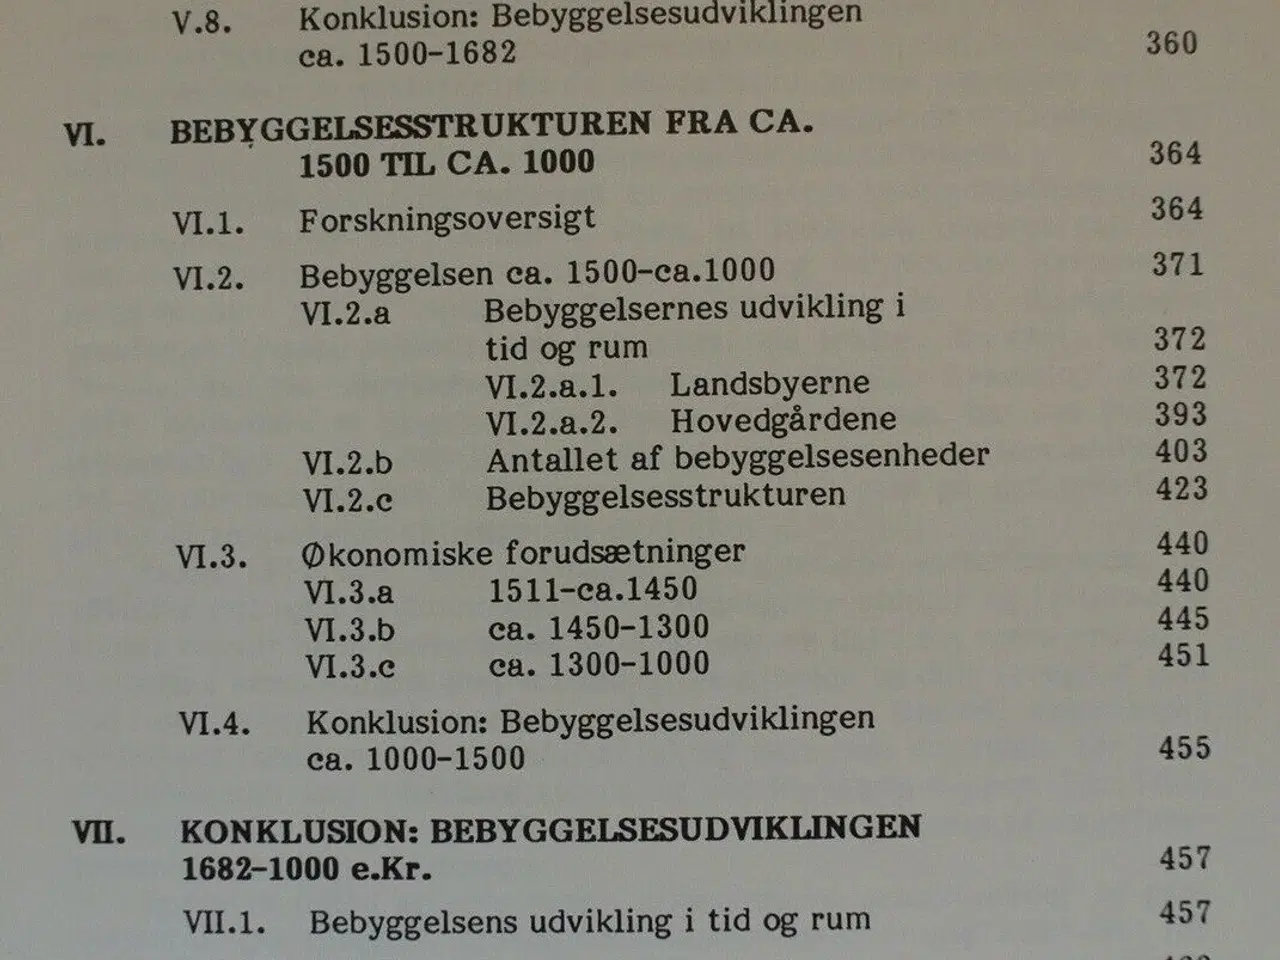 V.8. Konklusion: Bebyggelsesudviklingen
ca. 1500-1682 360
VI. BEBYGGELSESSTRUKTUREN FRA CA.
1500 TIL CA. 1000 364
VI.1. Forskningsoversigt 364
VI.2. Bebyggelsen ca. 1500-ca.1000 371
VI.2.a Bebyggelsernes udvikling i
tid og rum 372
VI.2.a.1. Landsbyerne 372
VI.2.a.2. Hovedgårdene 393
VI.2.b Antallet af bebyggelsesenheder 403
VI.2.c Bebyggelsesstrukturen 423
VI.3. Økonomiske forudsætninger 440
VI.3.a 1511-ca.1450 440
VI.3.b ca. 1450-1300 445
VI.3.c ca. 1300-1000 451
VI.4. Konklusion: Bebyggelsesudviklingen
ca. 1000-1500 455
VII. KONKLUSION: BEBYGGELSESUDVIKLINGEN
1682-1000 e.Kr. 457
VII.1. Bebyggelsens udvikling i tid og rum 457